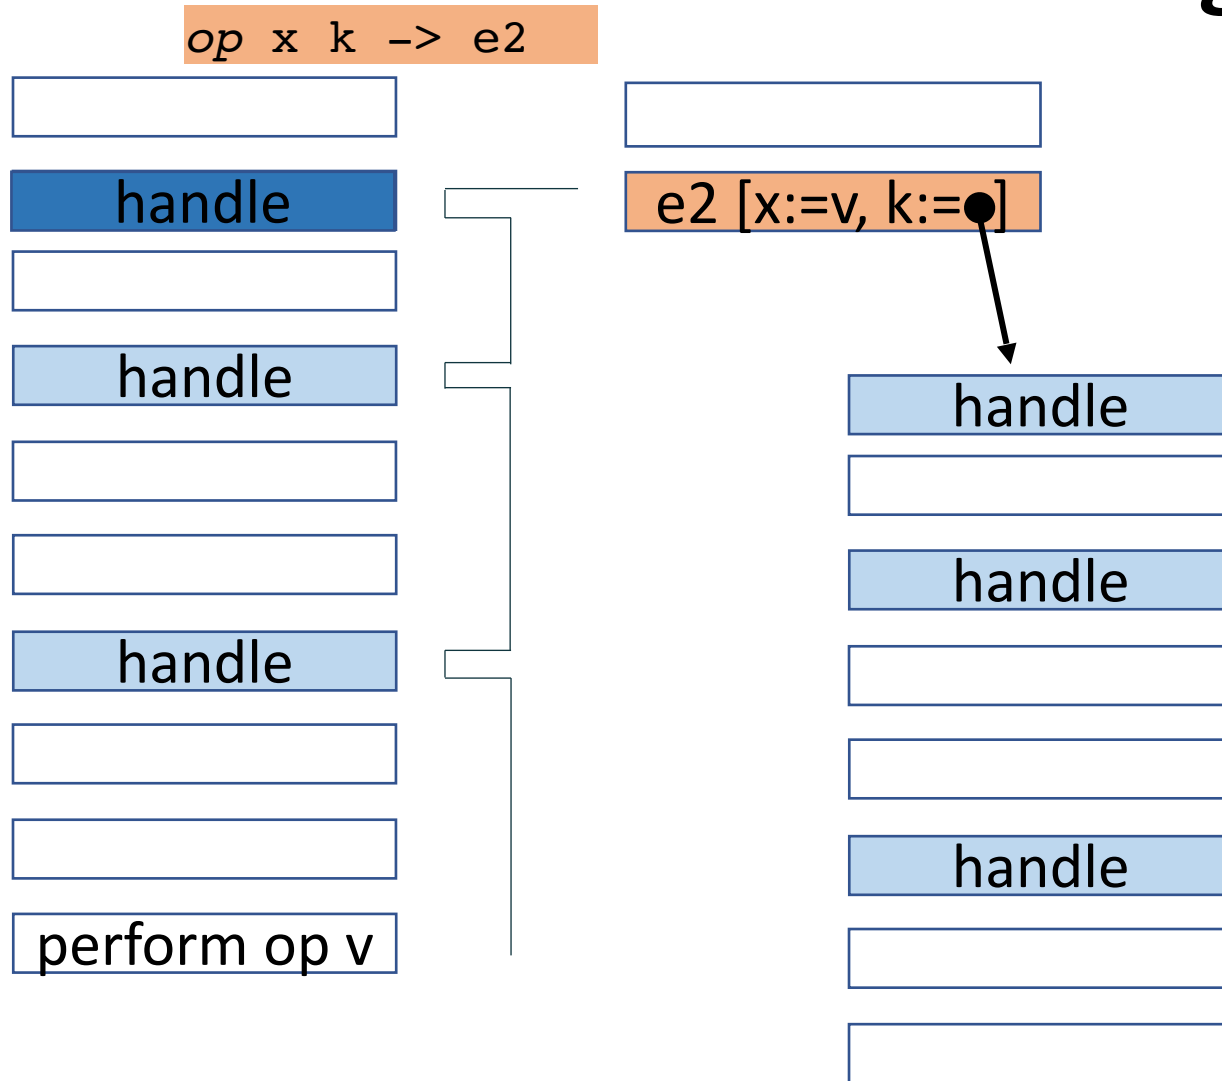 op x k -> e2
handle
handle
handle
perform op v
e2 [x:=v, k:=●]
handle
handle
handle